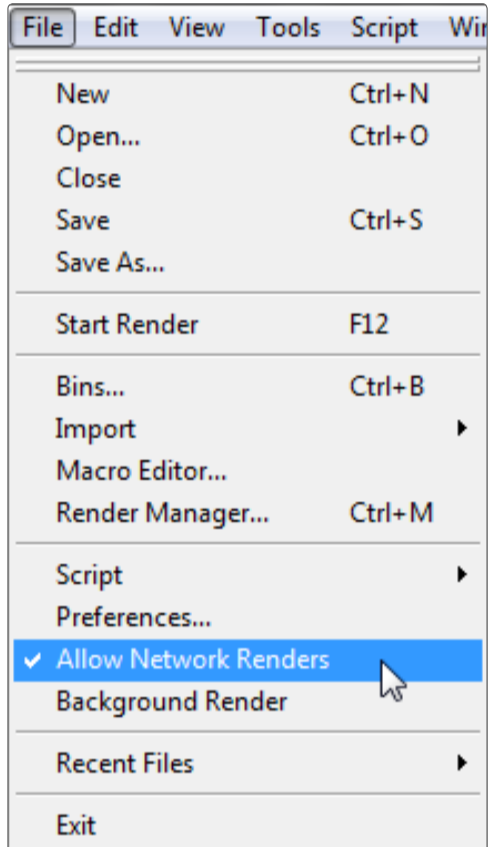 File Edit View Tools Script Wir
New Ctrl+N
Open... Ctrl+O
Close
Save Ctrl+S
Save As...
Start Render F12
Bins... Ctrl+B
Import
Macro Editor...
Render Manager... Ctrl+M
Script
Preferences...
Allow Network Renders
Background Render
Recent Files
Exit